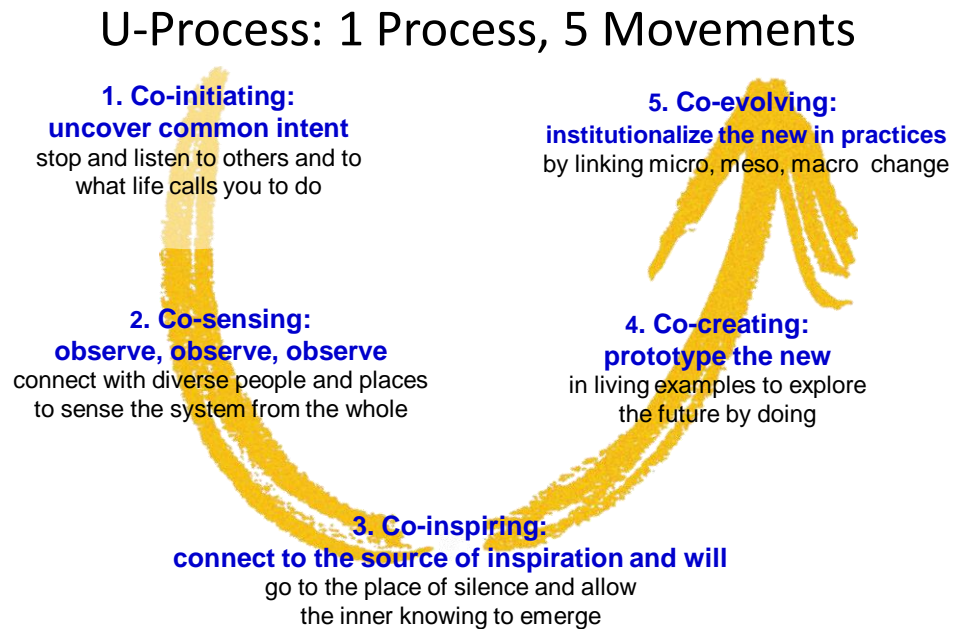 U-Process: 1 Process, 5 Movements
1. Co-initiating:
uncover common intent
stop and listen to others and to
what life calls you to do
2. Co-sensing:
observe, observe, observe
connect with diverse people and places
to sense the system from the whole
3. Co-inspiring:
connect to the source of inspiration and will
go to the place of silence and allow
the inner knowing to emerge
4. Co-creating:
prototype the new
in living examples to explore
the future by doing
5. Co-evolving:
institutionalize the new in practices
by linking micro, meso, macro change